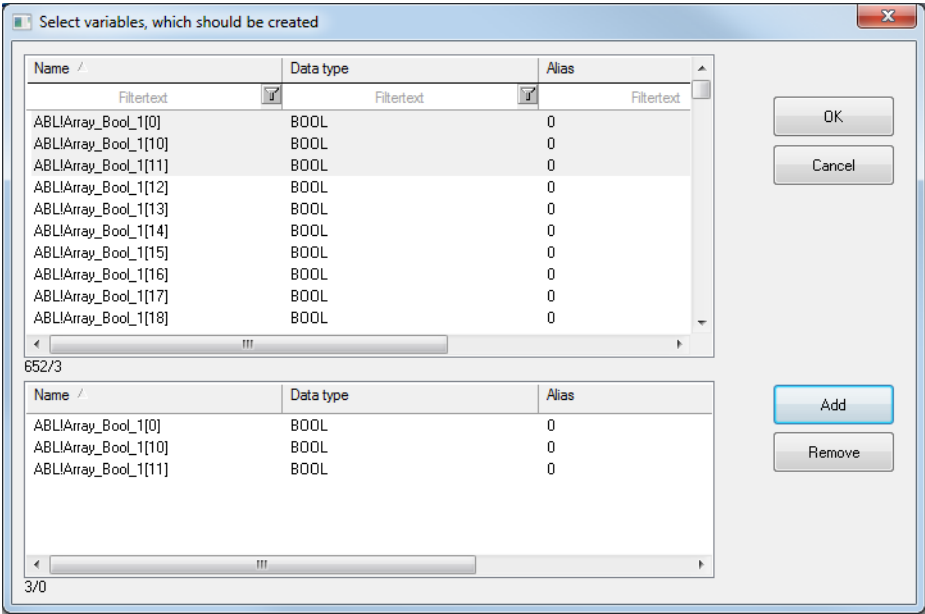 Select variables, which should be created
Name Data type Alias
Filtertext Filtertext Filtertext
ABL!Array_Bool_1[0] BOOL 0
ABL!Array_Bool_1[10] BOOL 0
ABL!Array_Bool_1[11] BOOL 0
ABL!Array_Bool_1[12] BOOL 0
ABL!Array_Bool_1[13] BOOL 0
ABL!Array_Bool_1[14] BOOL 0
ABL!Array_Bool_1[15] BOOL 0
ABL!Array_Bool_1[16] BOOL 0
ABL!Array_Bool_1[17] BOOL 0
ABL!Array_Bool_1[18] BOOL 0
652/3
OK
Cancel
Name Data type Alias
ABL!Array_Bool_1[0] BOOL 0
ABL!Array_Bool_1[10] BOOL 0
ABL!Array_Bool_1[11] BOOL 0
3/0
Add
Remove